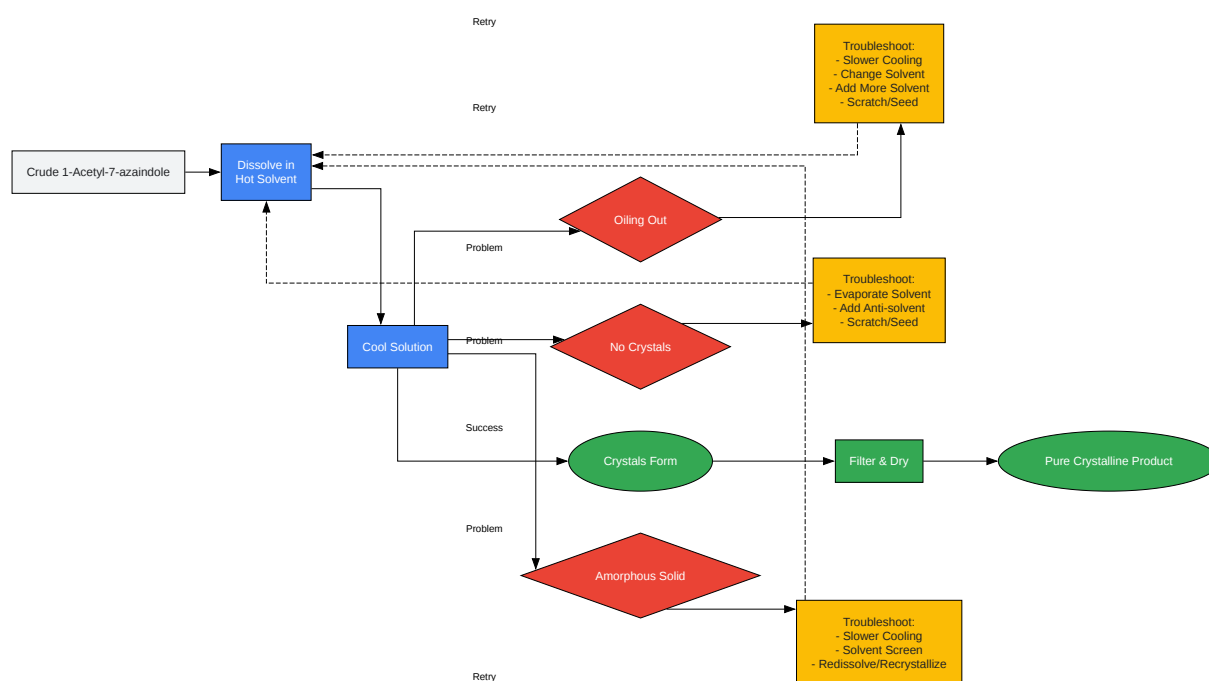 Retry
Troubleshoot:
- Slower Cooling
- Change Solvent
- Add More Solvent
- Scratch/Seed
Retry
Crude 1-Acetyl-7-azaindole
Dissolve in
Hot Solvent
Oiling Out
Problem
Troubleshoot:
- Evaporate Solvent
- Add Anti-solvent
- Scratch/Seed
Cool Solution
Problem
No Crystals
Success
Crystals Form
Filter & Dry
Pure Crystalline Product
Problem
Amorphous Solid
Troubleshoot:
- Slower Cooling
- Solvent Screen
- Redissolve/Recrystallize
Retry